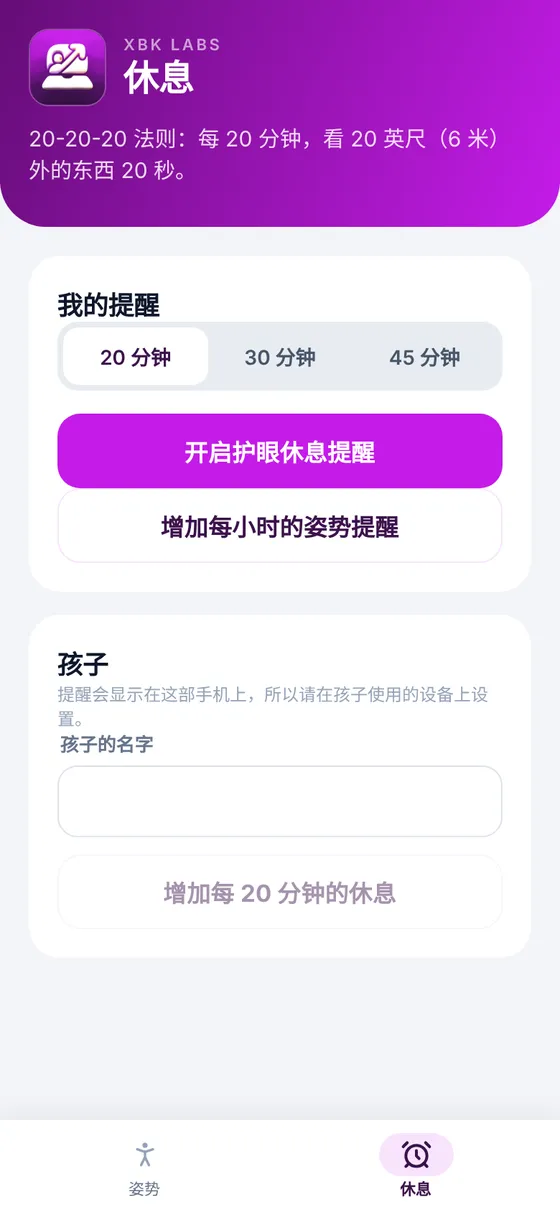 XBK LABS
休息
20-20-20 法则：每 20 分钟，看 20 英尺（6 米）
外的东西 20 秒。
我的提醒
20 分钟
30 分钟
45 分钟
开启护眼休息提醒
增加每小时的姿势提醒
孩子
提醒会显示在这部手机上，所以请在孩子使用的设备上设
置。
孩子的名字
增加每 20 分钟的休息
姿势
休息